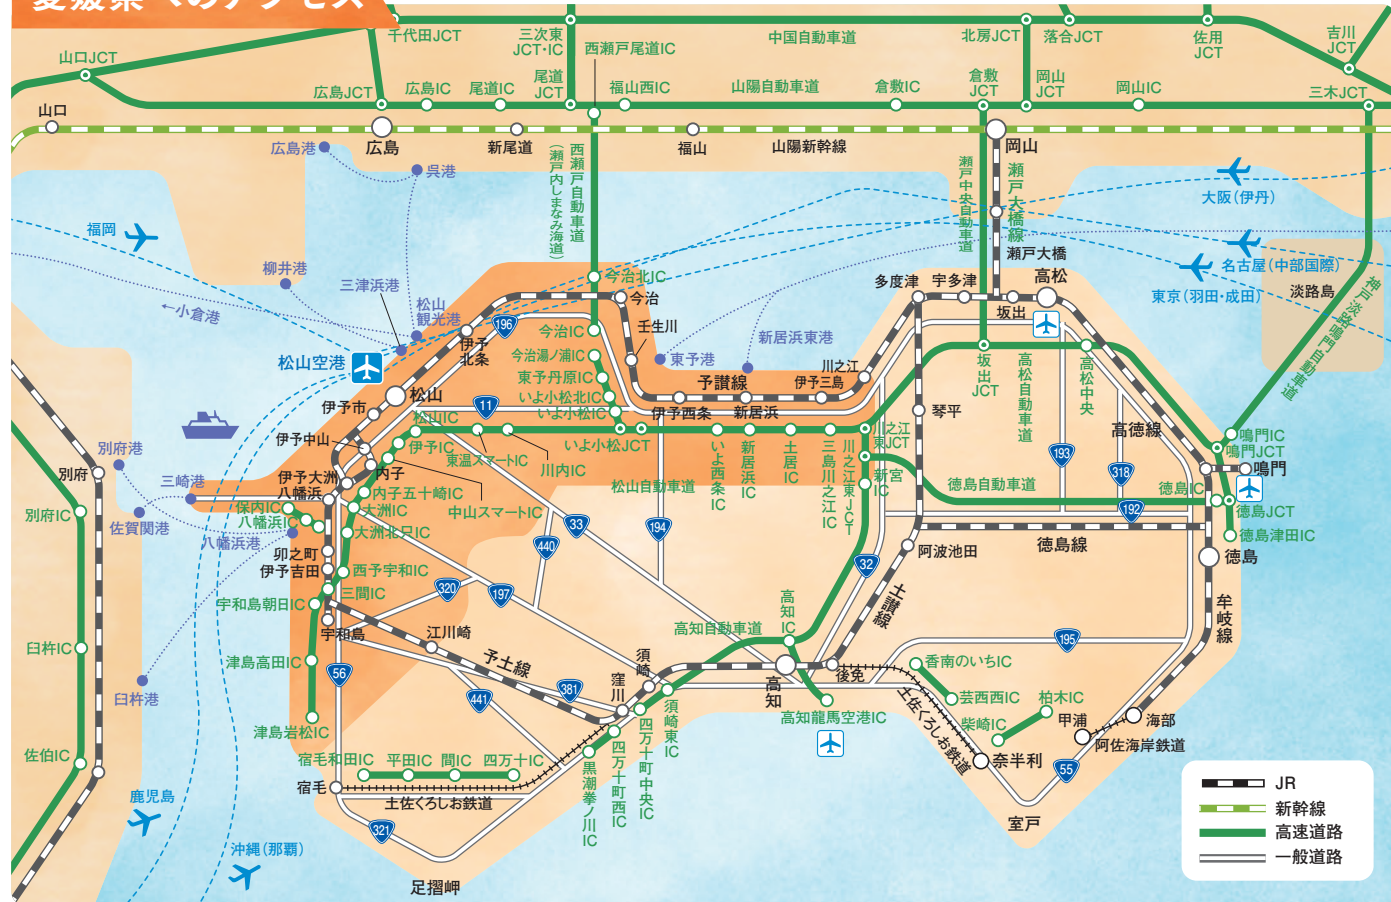 愛媛県へのアクセス
千代田JCT
三次東
JCT・IC
西瀬戸尾道IC
中国自動車道
北房JCT
落合JCT
佐用
JCT
吉川
JCT
山口JCT
広島JCT
広島IC
尾道IC
尾道
JCT
福山西IC
山陽自動車道
倉敷IC
倉敷
JCT
岡山
JCT
岡山IC
三木JCT
山口
広島
新尾道
福山
山陽新幹線
岡山
広島港
呉港
西瀬戸自動車道
(瀬戸内しまなみ海道)
瀬戸中央自動車道
瀬戸大橋線
瀬戸大橋
大阪(伊丹)
名古屋(中部国際)
東京(羽田・成田)
淡路島
神戸淡路鳴門自動車道
福岡
柳井港
三津浜港
←小倉港
松山
観光港
松山空港
今治北IC
今治
196
今治IC
壬生川
伊予
北条
今治湯ノ浦IC
東予丹原IC
いよ小松北IC
いよ小松IC
東予港
新居浜東港
予讃線
川之江
伊予三島
多度津
宇多津
坂出
高松
坂出
JCT
高松自動車道
高松中央
高徳線
琴平
松山
伊予市
松山IC
11
伊予西条
新居浜
伊予中山
伊予IC
東温スマートIC
川内IC
いよ小松JCT
いよ西条IC
新居浜IC
土居IC
三島川之江IC
川之江東JCT
川之江
東JCT
新宮
IC
鳴門IC
鳴門JCT
鳴門
193
318
192
徳島自動車道
徳島IC
徳島JCT
徳島津田IC
徳島線
徳島
別府港
別府
三崎港
伊予大洲
八幡浜
内子
内子五十崎IC
中山スマートIC
松山自動車道
保内IC
大洲IC
八幡浜IC
大洲北只IC
別府IC
佐賀関港
八幡浜港
33
194
440
卯之町
伊予吉田
西予宇和IC
阿波池田
32
三間IC
320
197
宇和島朝日IC
宇和島
江川崎
高知自動車道
高知
IC
土讃線
牟岐線
臼杵IC
津島高田IC
56
予土線
須崎
195
香南のいちIC
後免
臼杵港
441
381
窪川
高知
土佐くろしお鉄道
芸西西IC
柏木IC
柴崎IC
甲浦
海部
津島岩松IC
須崎東IC
高知龍馬空港IC
阿佐海岸鉄道
四万十町中央IC
四万十町西IC
黒潮拳ノ川IC
佐伯IC
宿毛和田IC
平田IC
間IC
四万十IC
奈半利
55
宿毛
土佐くろしお鉄道
鹿児島
321
室戸
沖縄(那覇)
足摺岬
JR
新幹線
高速道路
一般道路